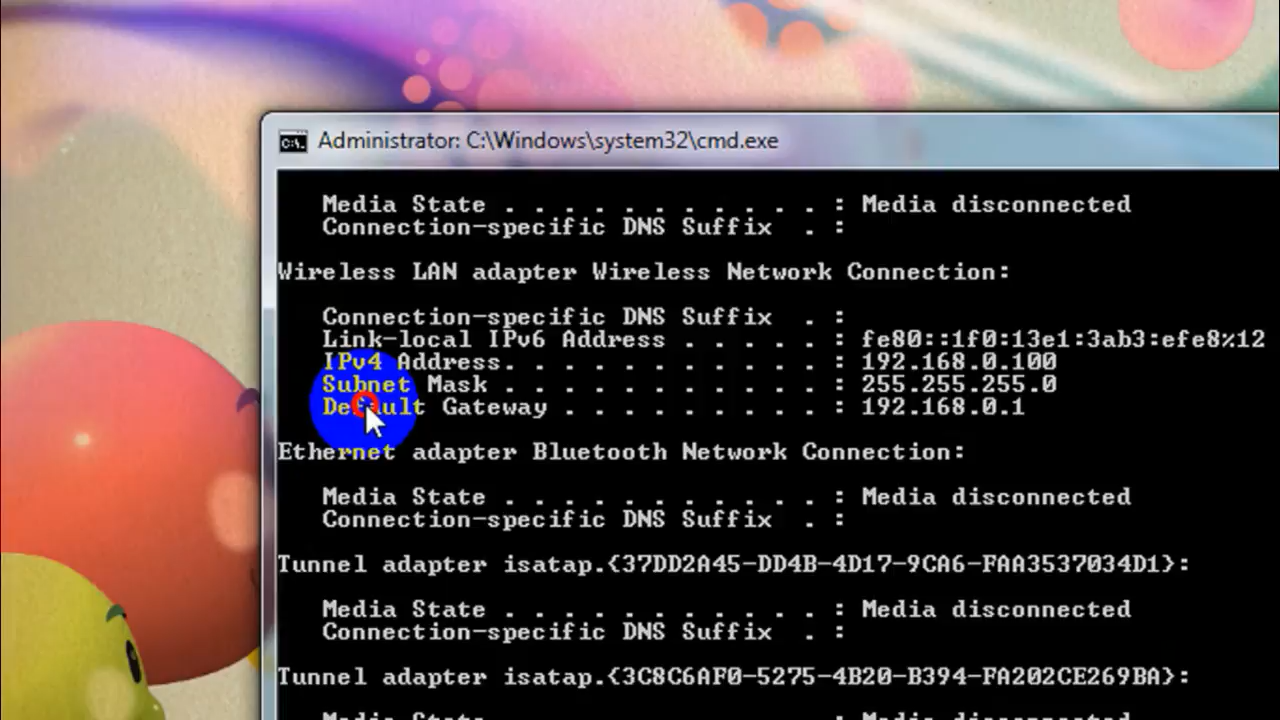 Administrator: C:\Windows\system32\cmd.exe
Media State . . . . . . . . . . . : Media disconnected
Connection-specific DNS Suffix  . :
Wireless LAN adapter Wireless Network Connection:
Connection-specific DNS Suffix  . :
Link-local IPv6 Address . . . . . : fe80::1f0:13e1:3ab3:efe8%12
IPv4 Address. . . . . . . . . . . : 192.168.0.100
Subnet Mask . . . . . . . . . . . : 255.255.255.0
Default Gateway . . . . . . . . . : 192.168.0.1
Ethernet adapter Bluetooth Network Connection:
Media State . . . . . . . . . . . : Media disconnected
Connection-specific DNS Suffix  . :
Tunnel adapter isatap.{37DD2A45-DD4B-4D17-9CA6-FAA3537034D1}:
Media State . . . . . . . . . . . : Media disconnected
Connection-specific DNS Suffix  . :
Tunnel adapter isatap.{3C8C6AF0-5275-4B20-B394-FA202CE269BA}:
Media State . . . . . . . . . . . : Media disconnected